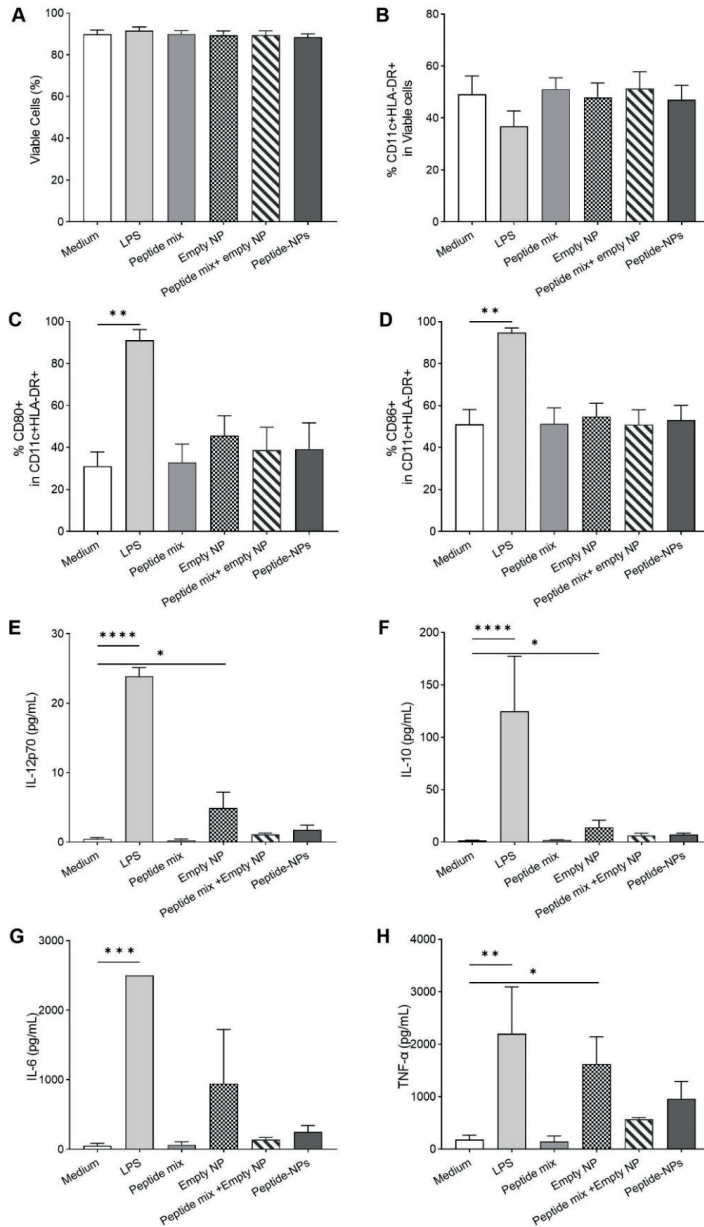 A
Viable Cells (%)
100
80
60
40
20
0
Medium
LPS
Peptide mix
Empty NP
Peptide mix+ empty NP
Peptide-NPs
B
% CD11c+HLA-DR+
in Viable cells
80
60
40
20
0
Medium
LPS
Peptide mix
Empty NP
Peptide mix+ empty NP
Peptide-NPs
C
% CD80+
in CD11c+HLA-DR+
100
80
60
40
20
0
**
Medium
LPS
Peptide mix
Empty NP
Peptide mix+ empty NP
Peptide-NPs
D
% CD86+
in CD11c+HLA-DR+
100
80
60
40
20
0
**
Medium
LPS
Peptide mix
Empty NP
Peptide mix+ empty NP
Peptide-NPs
E
IL-12p70 (pg/mL)
30
20
10
0
****
*
Medium
LPS
Peptide mix
Empty NP
Peptide mix +Empty NP
Peptide-NPs
F
IL-10 (pg/mL)
200
150
100
50
0
****
*
Medium
LPS
Peptide mix
Empty NP
Peptide mix +Empty NP
Peptide-NPs
G
IL-6 (pg/mL)
3000
2000
1000
0
***
Medium
LPS
Peptide mix
Empty NP
Peptide mix +Empty NP
Peptide-NPs
H
TNF-α (pg/mL)
4000
3000
2000
1000
0
**
*
Medium
LPS
Peptide mix
Empty NP
Peptide mix +Empty NP
Peptide-NPs